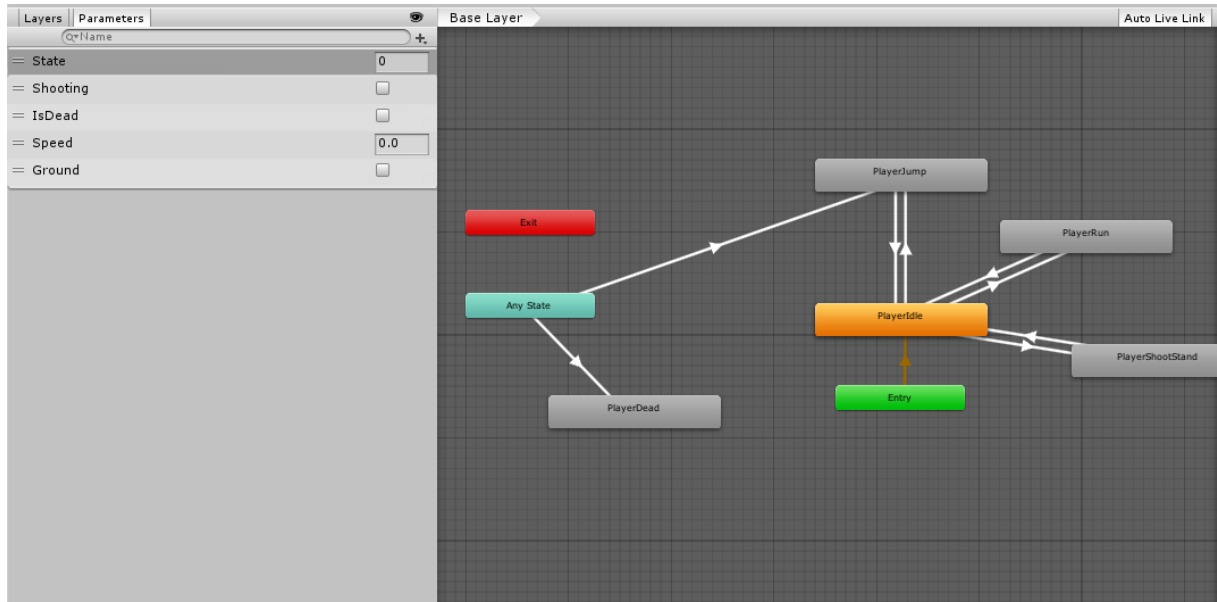 Layers Parameters
Base Layer
Auto Live Link
Name
State 0
Shooting
IsDead
Speed 0.0
Ground
PlayerJump
Exit
PlayerRun
Any State
PlayerIdle
PlayerShootStand
PlayerDead
Entry